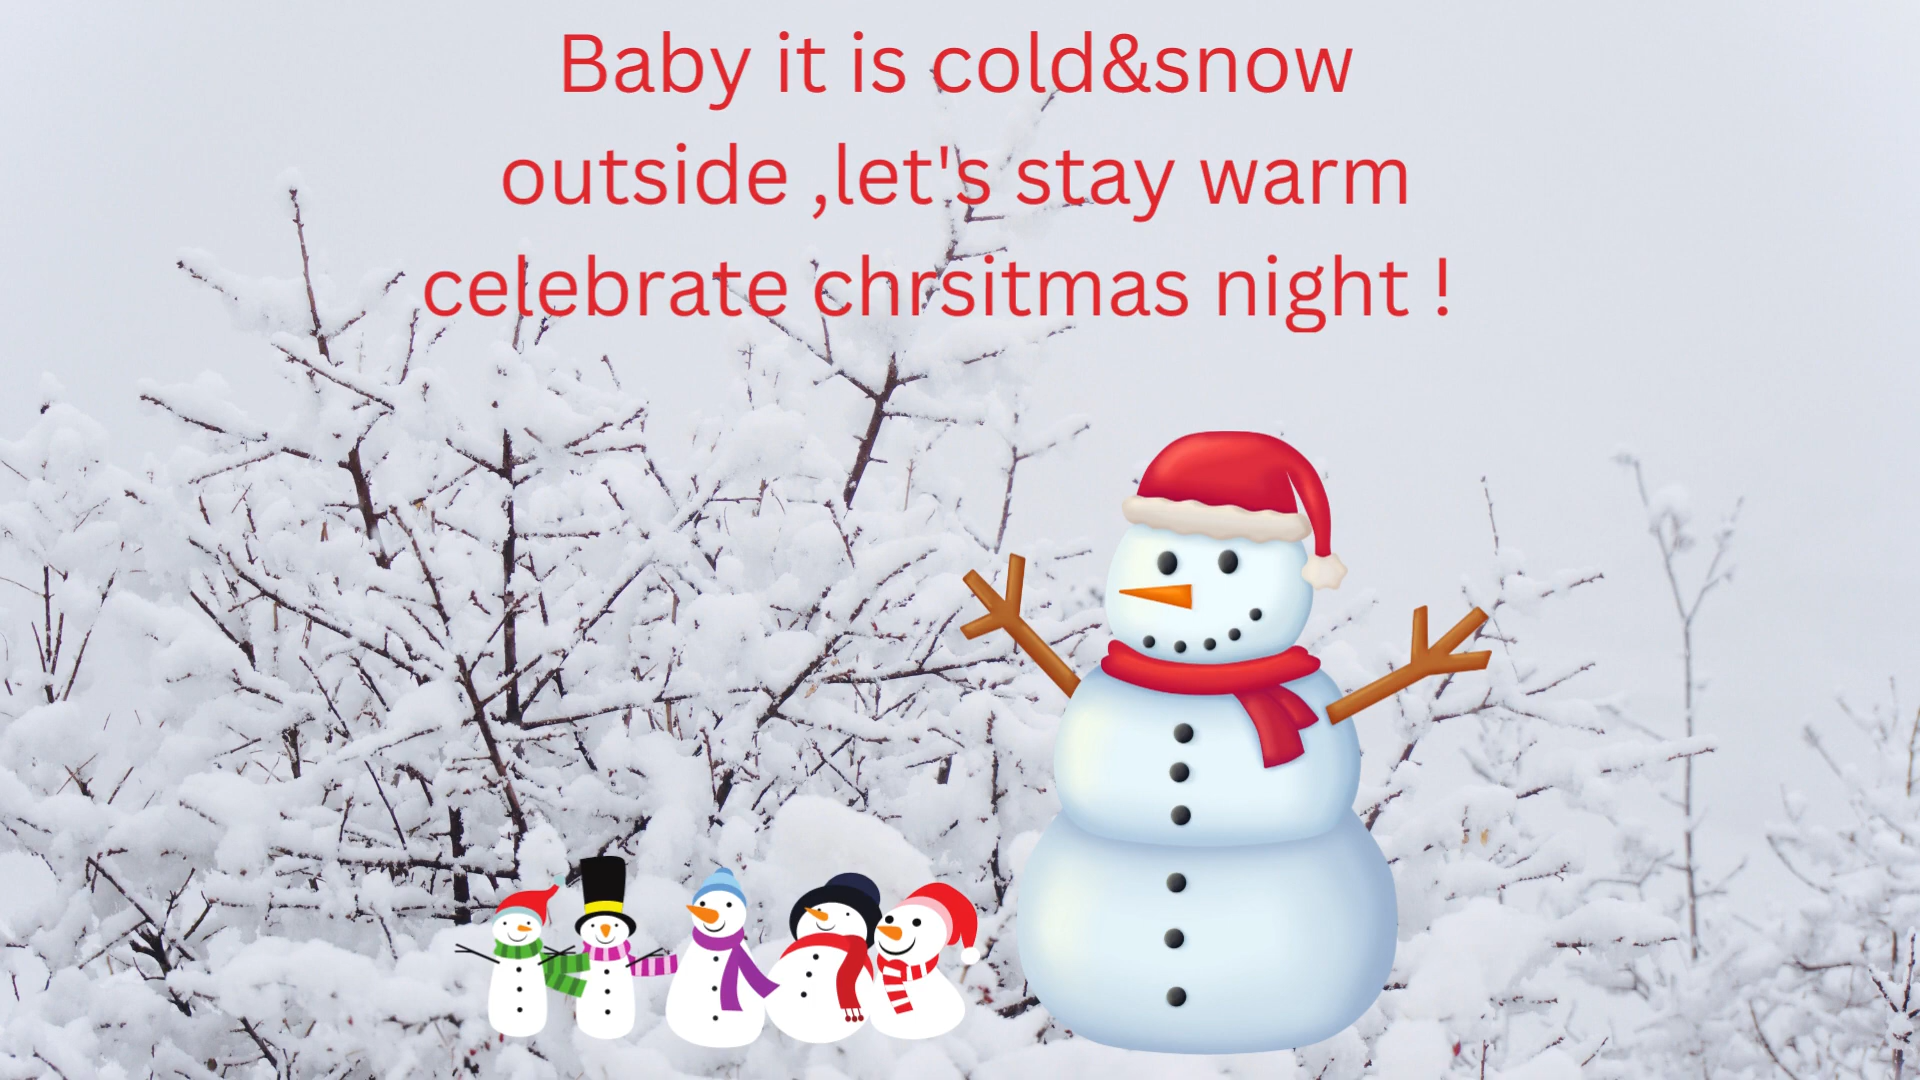 Baby it is cold&snow
outside ,let's stay warm
celebrate chrsitmas night !